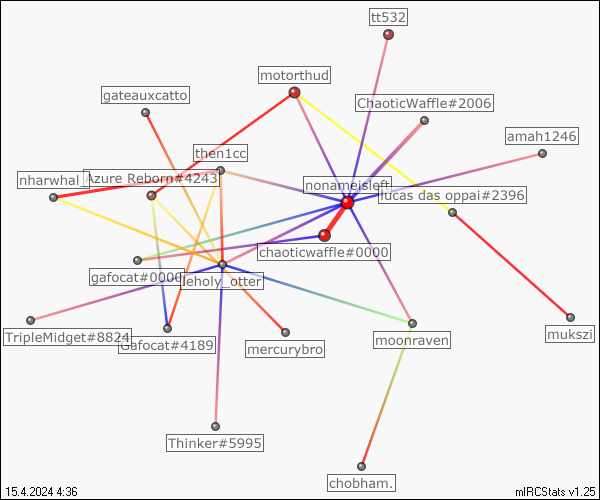 tt532
motorthud
gateauxcatto
ChaoticWaffle#2006
amah1246
then1cc
nharwhal_
Azure Reborn#4243
nonameisleft
lucas das oppai#2396
chaoticwaffle#0000
gafocat#0000
leholy_otter
TripleMidget#8824
Gafocat#4189
mercurybro
moonraven
mukszi
Thinker#5995
chobham.
15.4.2024 4:36
mIRCStats v1.25